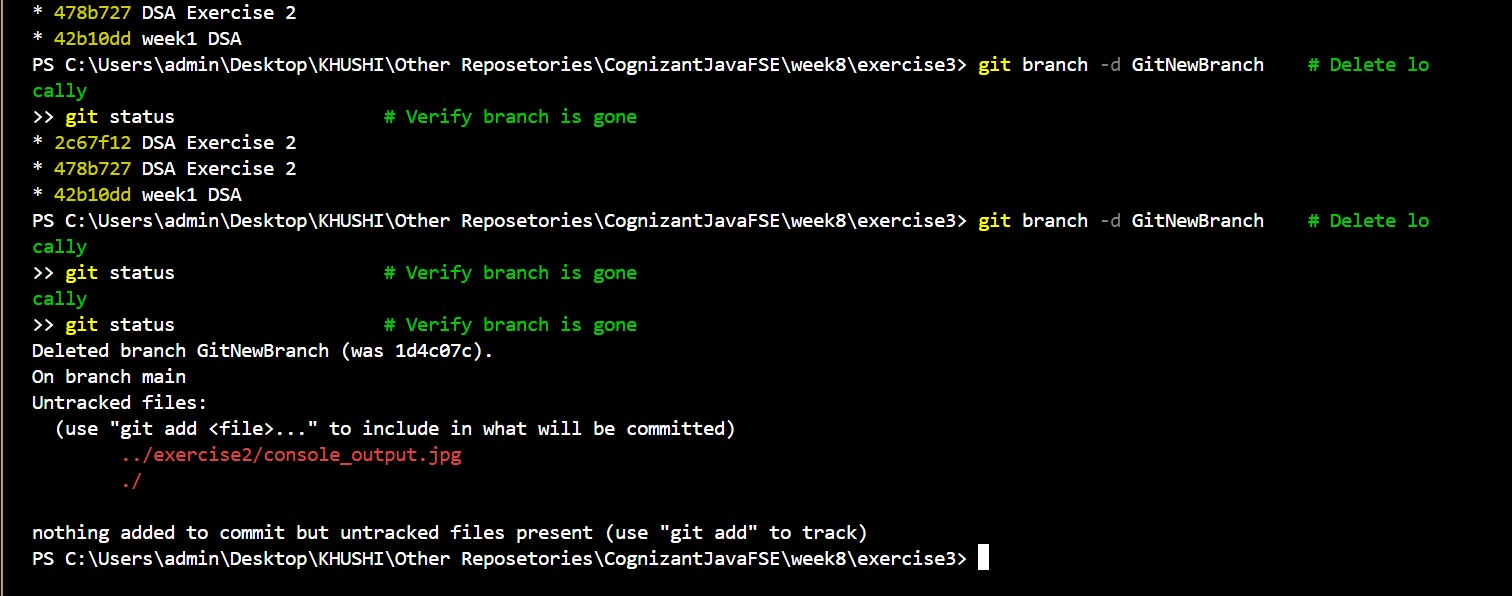 * 478b727 DSA Exercise 2
* 42b10dd week1 DSA
PS C:\Users\admin\Desktop\KHUSHI\Other Reposetories\CognizantJavaFSE\week8\exercise3> git branch -d GitNewBranch    # Delete lo
cally
>> git status                   # Verify branch is gone
* 2c67f12 DSA Exercise 2
* 478b727 DSA Exercise 2
* 42b10dd week1 DSA
PS C:\Users\admin\Desktop\KHUSHI\Other Reposetories\CognizantJavaFSE\week8\exercise3> git branch -d GitNewBranch    # Delete lo
cally
>> git status                   # Verify branch is gone
cally
>> git status                   # Verify branch is gone
Deleted branch GitNewBranch (was 1d4c07c).
On branch main
Untracked files:
  (use "git add <file>..." to include in what will be committed)
        ../exercise2/console_output.jpg
        ./

nothing added to commit but untracked files present (use "git add" to track)
PS C:\Users\admin\Desktop\KHUSHI\Other Reposetories\CognizantJavaFSE\week8\exercise3>